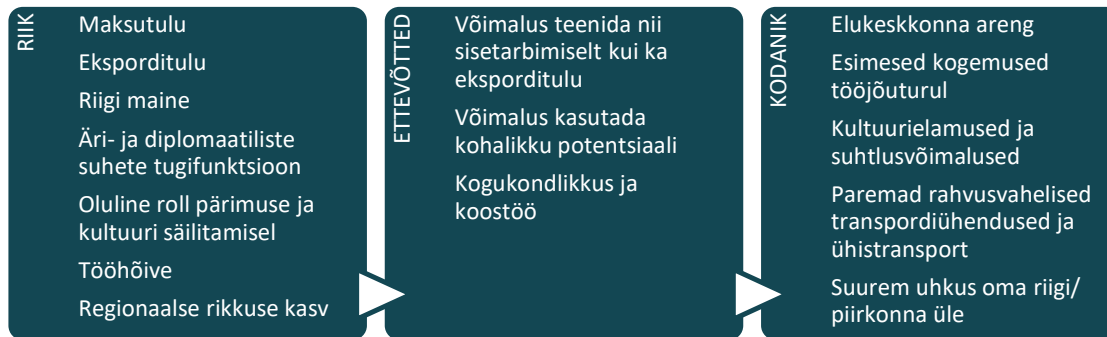 RIIK
Maksutulu
Eksporditulu
Riigi maine
Äri- ja diplomaatiliste
suhete tugifunktsioon
Oluline roll pärimuse ja
kultuuri säilitamisel
Tööhõive
Regionaalse rikkuse kasv
ETTEVÕTTED
Võimalus teenida nii
sisetarbimiselt kui ka
eksporditulu
Võimalus kasutada
kohalikku potentsiaali
Kogukondlikkus ja
koostöö
KODANIK
Elukeskkonna areng
Esimesed kogemused
tööjõuturul
Kultuurielamused ja
suhtlusvõimalused
Paremad rahvusvahelised
transpordiühendused ja
ühistransport
Suurem uhkus oma riigi/
piirkonna üle